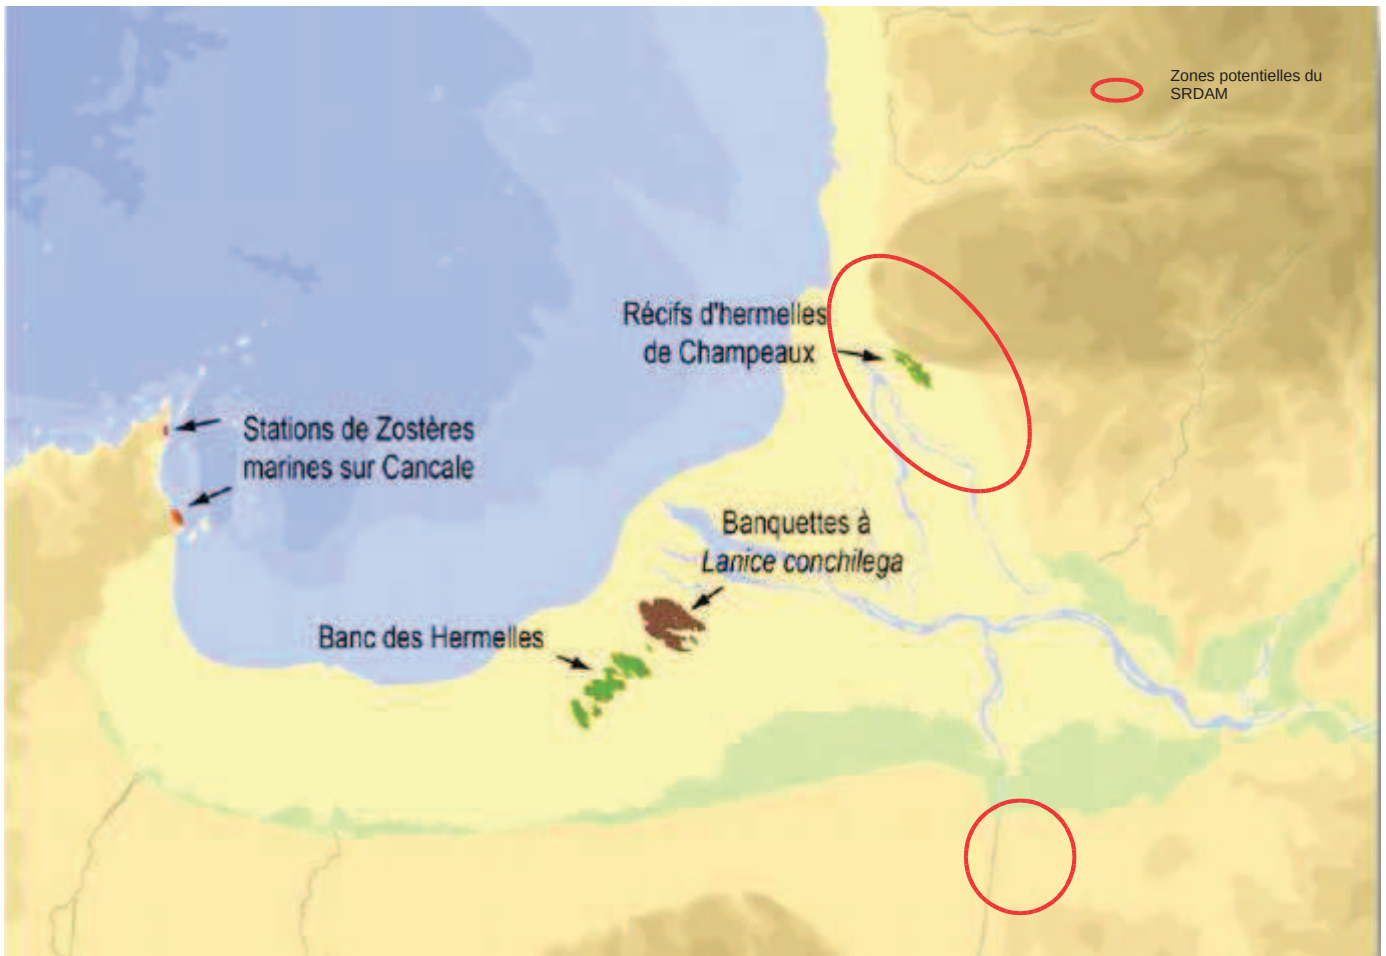 Zones potentielles du
SRDAM
Récifs d'hermelles
de Champeaux
Stations de Zostères
marines sur Cancale
Banquettes à
Lanice conchilega
Banc des Hermelles